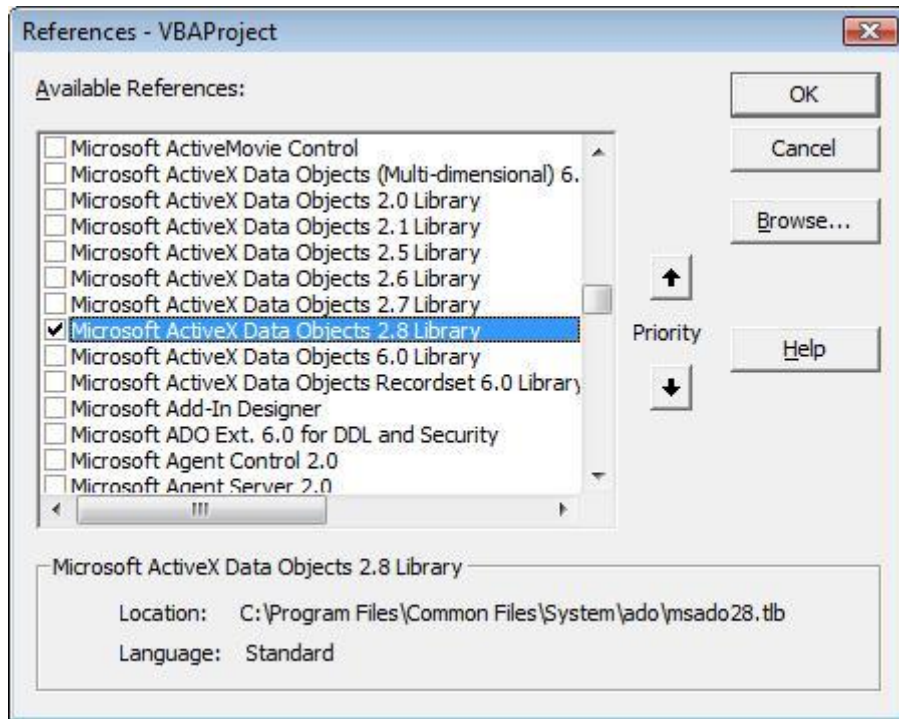 References - VBAProject
Available References:
Microsoft ActiveMovie Control
Microsoft ActiveX Data Objects (Multi-dimensional) 6.
Microsoft ActiveX Data Objects 2.0 Library
Microsoft ActiveX Data Objects 2.1 Library
Microsoft ActiveX Data Objects 2.5 Library
Microsoft ActiveX Data Objects 2.6 Library
Microsoft ActiveX Data Objects 2.7 Library
Microsoft ActiveX Data Objects 2.8 Library
Microsoft ActiveX Data Objects 6.0 Library
Microsoft ActiveX Data Objects Recordset 6.0 Library
Microsoft Add-In Designer
Microsoft ADO Ext. 6.0 for DDL and Security
Microsoft Agent Control 2.0
Microsoft Agent Server 2.0
Priority
OK
Cancel
Browse...
Help
Microsoft ActiveX Data Objects 2.8 Library
Location: C:\Program Files\Common Files\System\ado\msado28.tlb
Language: Standard